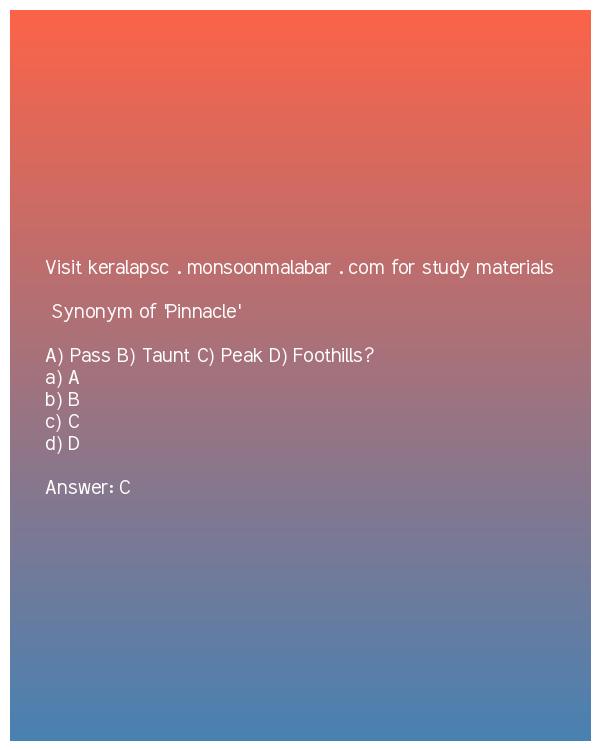 Visit keralapsc . monsoonmalabar . com for study materials
Synonym of 'Pinnacle'
A) Pass B) Taunt C) Peak D) Foothills?
a) A
b) B
c) C
d) D
Answer: C